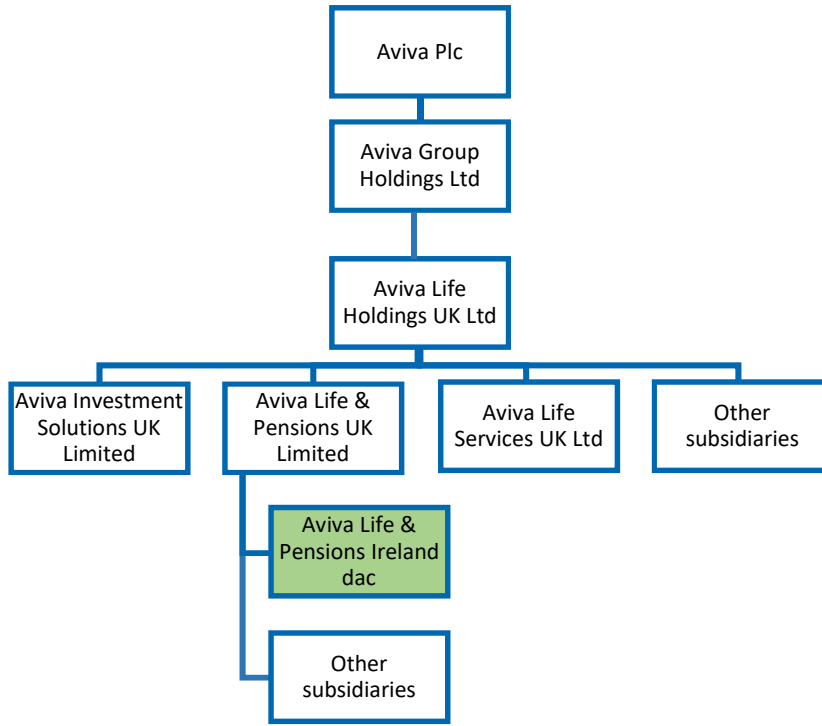 Aviva Plc
Aviva Group
Holdings Ltd
Aviva Life
Holdings UK Ltd
Aviva Investment
Solutions UK
Limited
Aviva Life &
Pensions UK
Limited
Aviva Life
Services UK Ltd
Other
subsidiaries
Aviva Life &
Pensions Ireland
dac
Other
subsidiaries